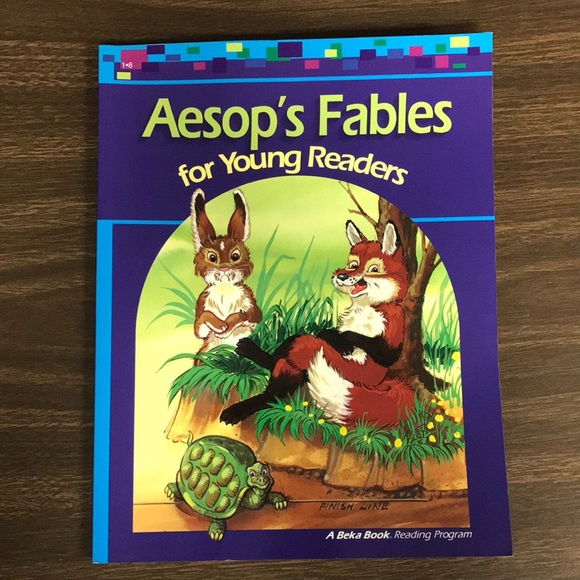 1•8
Aesop's Fables
for Young Readers
FINISH LINE
A Beka Book. Reading Program